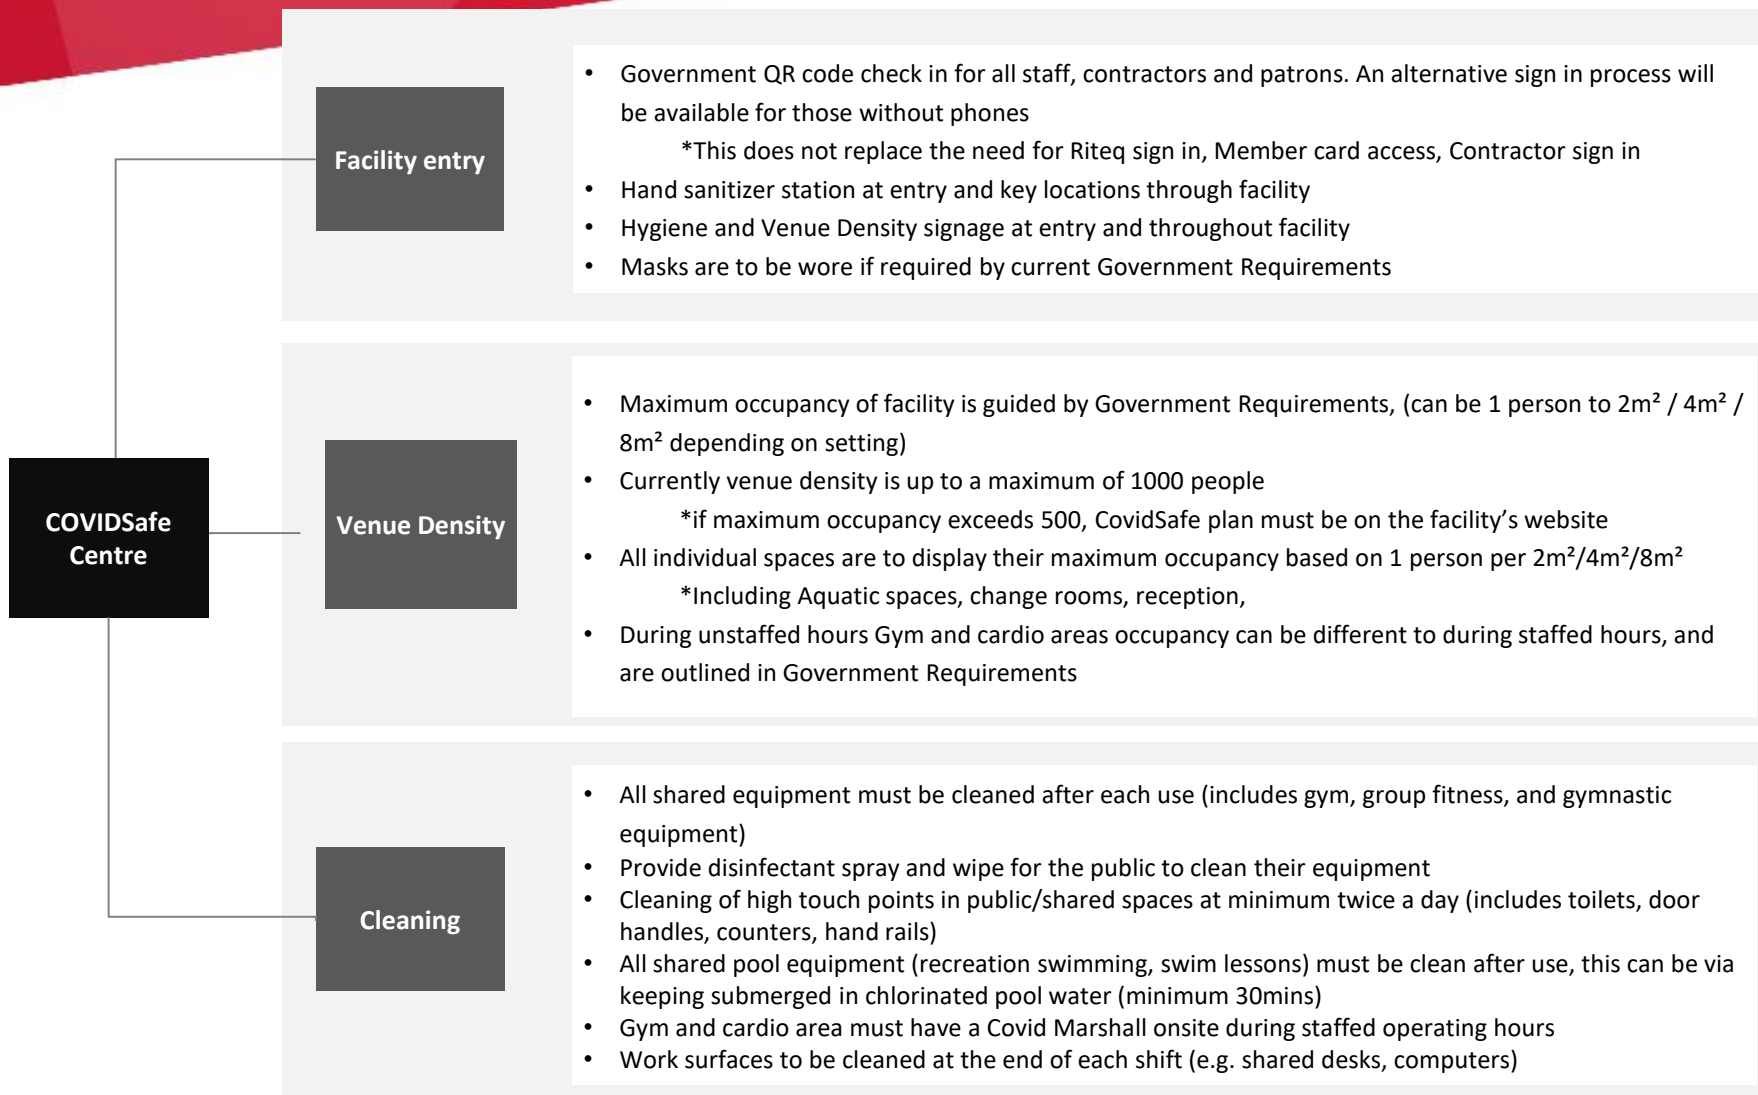 COVIDSafe
Centre
Facility entry
• Government QR code check in for all staff, contractors and patrons. An alternative sign in process will
be available for those without phones
*This does not replace the need for Riteq sign in, Member card access, Contractor sign in
• Hand sanitizer station at entry and key locations through facility
• Hygiene and Venue Density signage at entry and throughout facility
• Masks are to be wore if required by current Government Requirements
Venue Density
• Maximum occupancy of facility is guided by Government Requirements, (can be 1 person to 2m² / 4m² /
8m² depending on setting)
• Currently venue density is up to a maximum of 1000 people
*if maximum occupancy exceeds 500, CovidSafe plan must be on the facility’s website
• All individual spaces are to display their maximum occupancy based on 1 person per 2m²/4m²/8m²
*Including Aquatic spaces, change rooms, reception,
• During unstaffed hours Gym and cardio areas occupancy can be different to during staffed hours, and
are outlined in Government Requirements
Cleaning
• All shared equipment must be cleaned after each use (includes gym, group fitness, and gymnastic
equipment)
• Provide disinfectant spray and wipe for the public to clean their equipment
• Cleaning of high touch points in public/shared spaces at minimum twice a day (includes toilets, door
handles, counters, hand rails)
• All shared pool equipment (recreation swimming, swim lessons) must be clean after use, this can be via
keeping submerged in chlorinated pool water (minimum 30mins)
• Gym and cardio area must have a Covid Marshall onsite during staffed operating hours
• Work surfaces to be cleaned at the end of each shift (e.g. shared desks, computers)